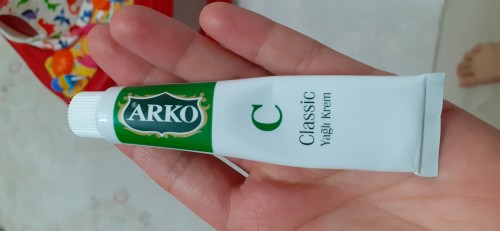 ARKO
C
Classic
Yağlı Krem